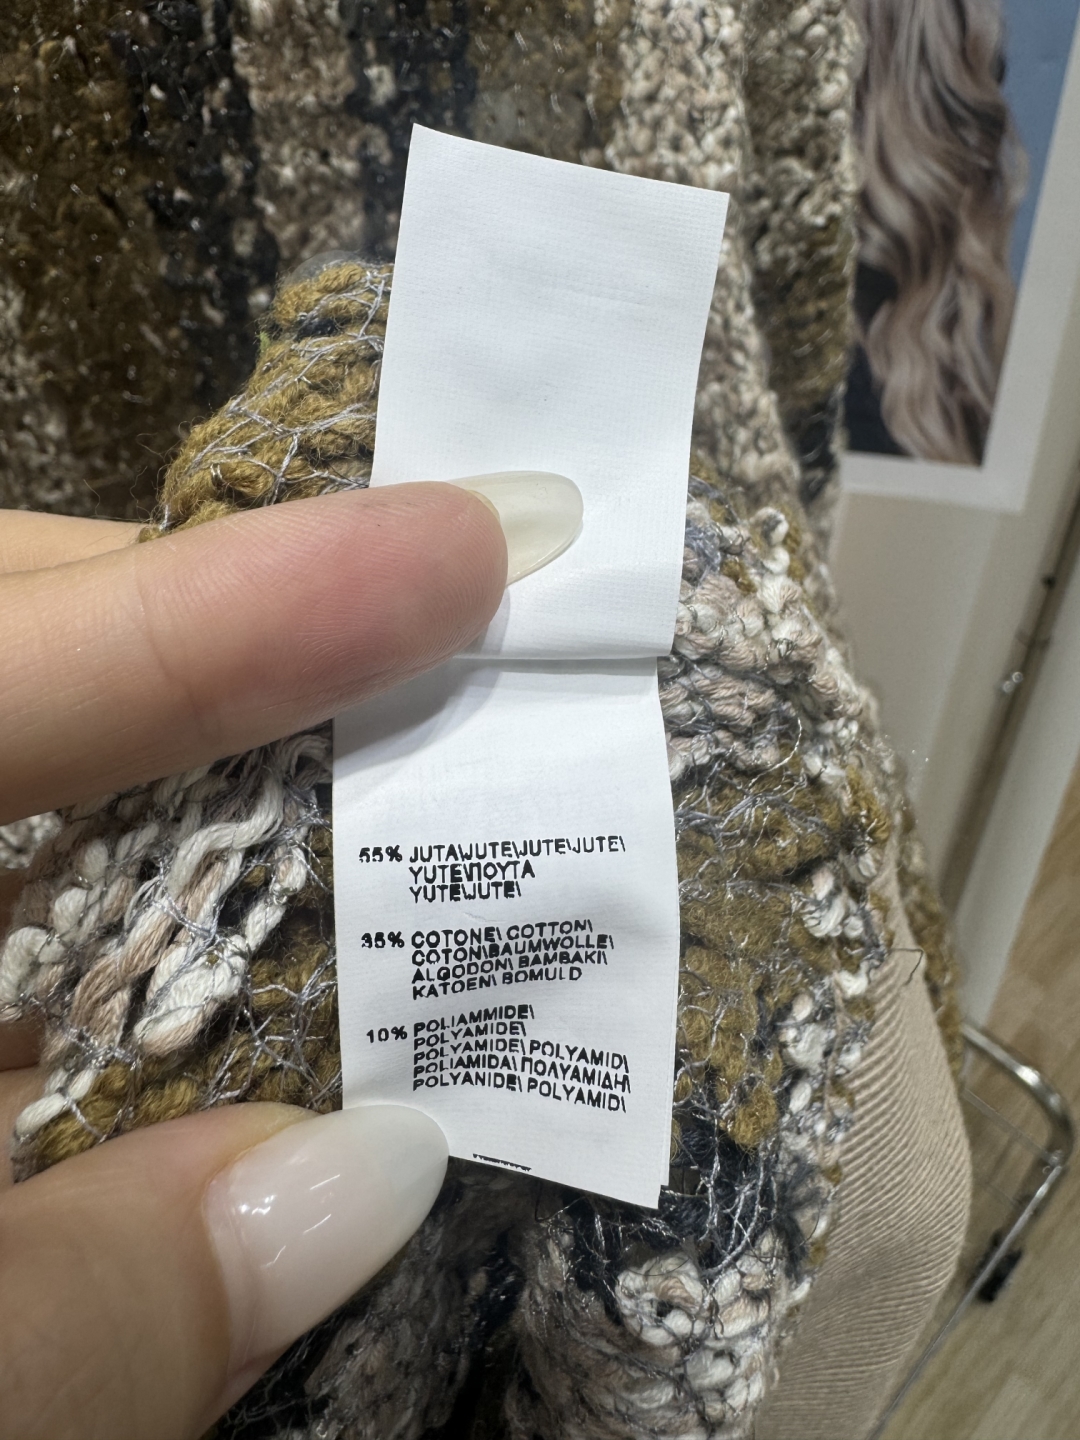 55% JUTA\JUTE\JUTE\JUTE\
YUTE\ΠΟΥΤΑ
YUTE\JUTE\
35% COTONE\ COTTON\
COTON\BAUMWOLLE\
ALGODON\ BAMBAKI\
KATOEN\ BOMULD
10% POLIAMMIDE\
POLYAMIDE\
POLYAMIDE\ POLYAMID\
POLIAMIDA\ ΠΟΛΥΑΜΙΔΗ\
POLYANIDE\ POLYAMID\